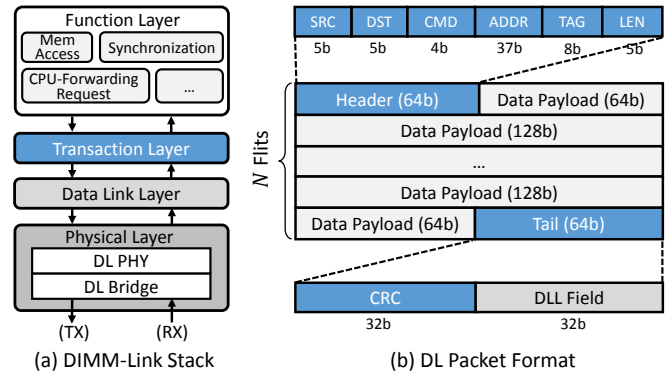 Function Layer
Mem
Access
Synchronization
CPU-Forwarding
Request
...
Transaction Layer
Data Link Layer
Physical Layer
DL PHY
DL Bridge
(TX) (RX)
(a) DIMM-Link Stack
SRC DST CMD ADDR TAG LEN
5b 5b 4b 37b 8b 5b
Header (64b) Data Payload (64b)
Data Payload (128b)
...
Data Payload (128b)
Data Payload (64b) Tail (64b)
N Flits
CRC DLL Field
32b 32b
(b) DL Packet Format